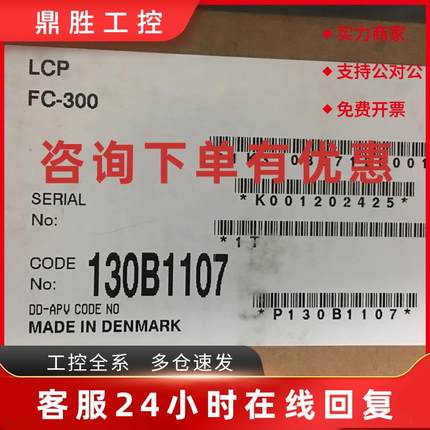 鼎胜工控
实力商家
支持公对公
免费开票
LCP
FC-300
咨询下单有优惠
SERIAL
No:
*K001202425*
*1T
CODE
No: 130B1107
DD-APV CODE NO
MADE IN DENMARK
*P130B1107*
工控全系 多仓速发
客服24小时在线回复